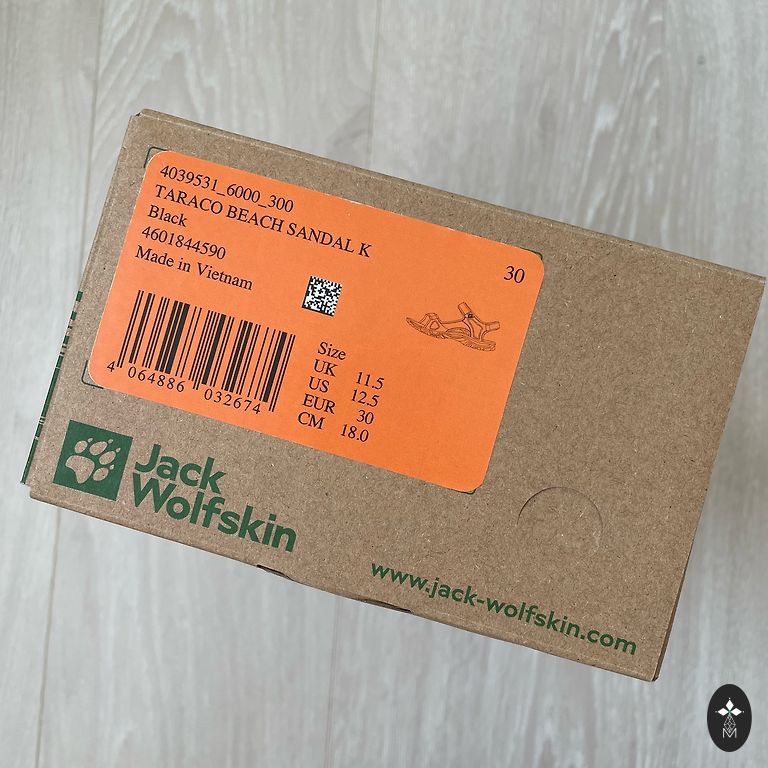 4039531_6000_300
TARACO BEACH SANDAL K
Black
4601844590
Made in Vietnam
30
Size
UK 11.5
US 12.5
EUR 30
CM 18.0
4 064886 032674
Jack
Wolfskin
www.jack-wolfskin.com
M